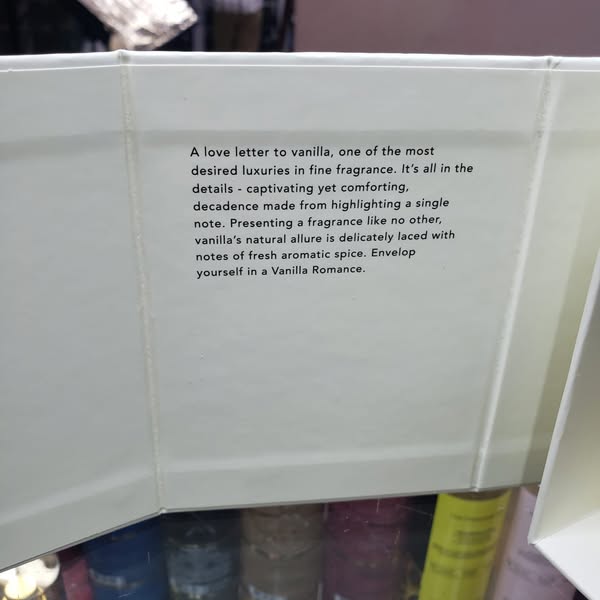 A love letter to vanilla, one of the most
desired luxuries in fine fragrance. It's all in the
details - captivating yet comforting,
decadence made from highlighting a single
note. Presenting a fragrance like no other,
vanilla's natural allure is delicately laced with
notes of fresh aromatic spice. Envelop
yourself in a Vanilla Romance.